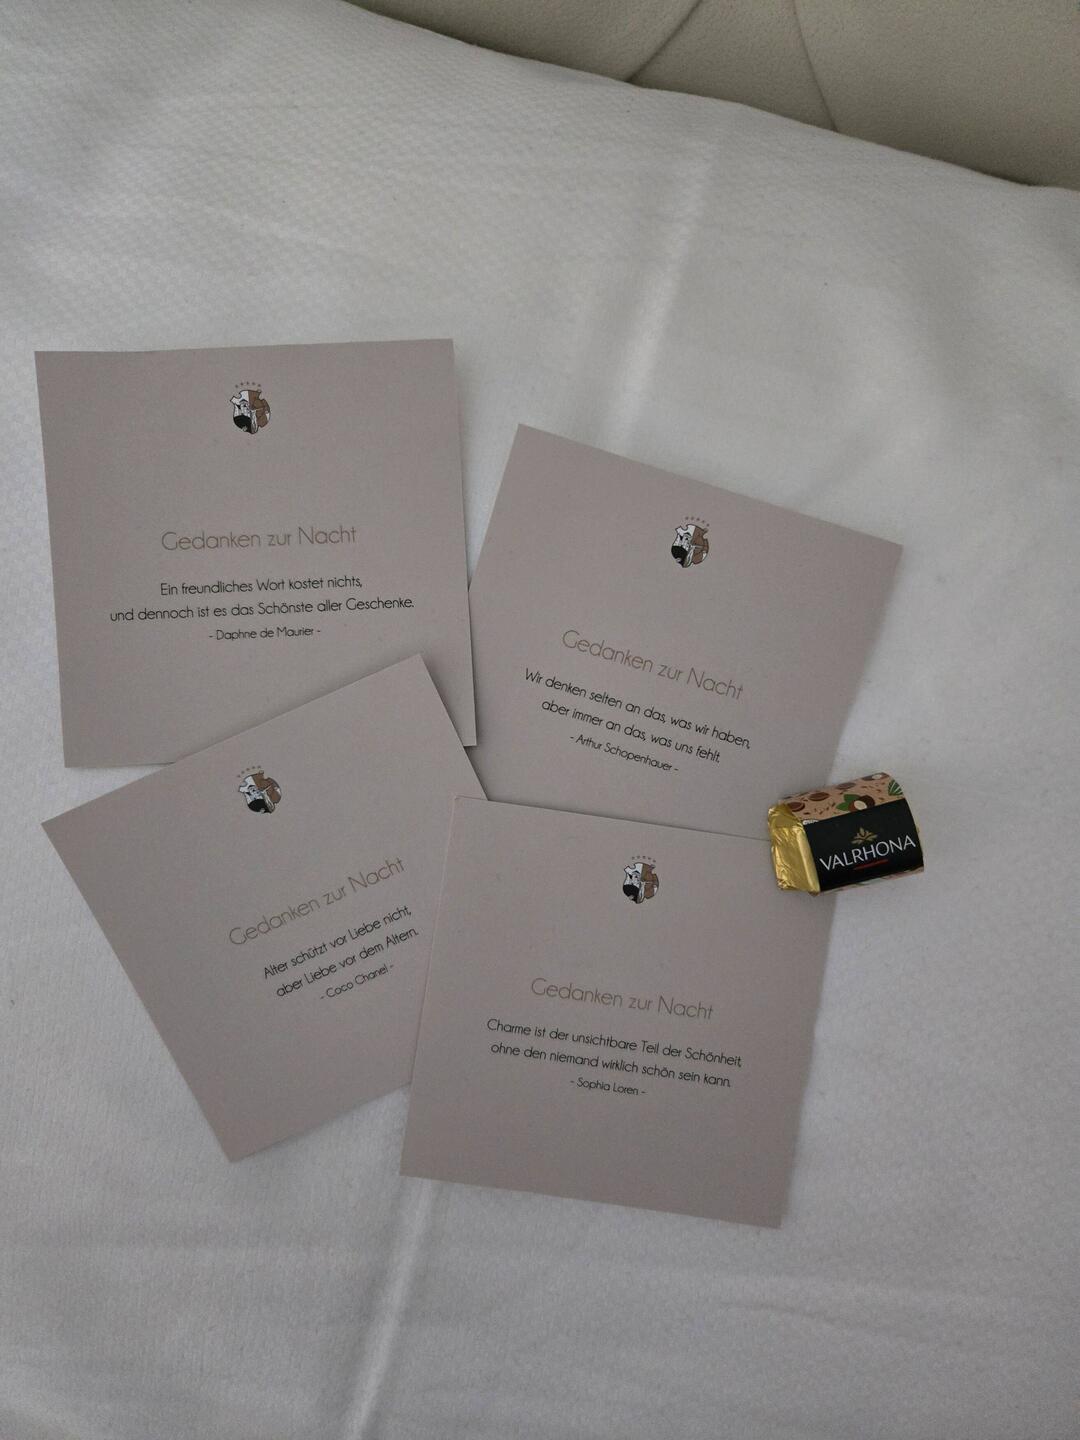 Gedanken zur Nacht
Ein freundliches Wort kostet nichts,
und dennoch ist es das Schönste aller Geschenke.
- Daphne de Maurier -
Gedanken zur Nacht
Wir denken selten an das, was wir haben,
aber immer an das, was uns fehlt.
- Arthur Schopenhauer -
Gedanken zur Nacht
Alter schützt vor Liebe nicht,
aber Liebe vor dem Altern.
- Coco Chanel -
Gedanken zur Nacht
Charme ist der unsichtbare Teil der Schönheit,
ohne den niemand wirklich schön sein kann.
- Sophia Loren -
VALRHONA